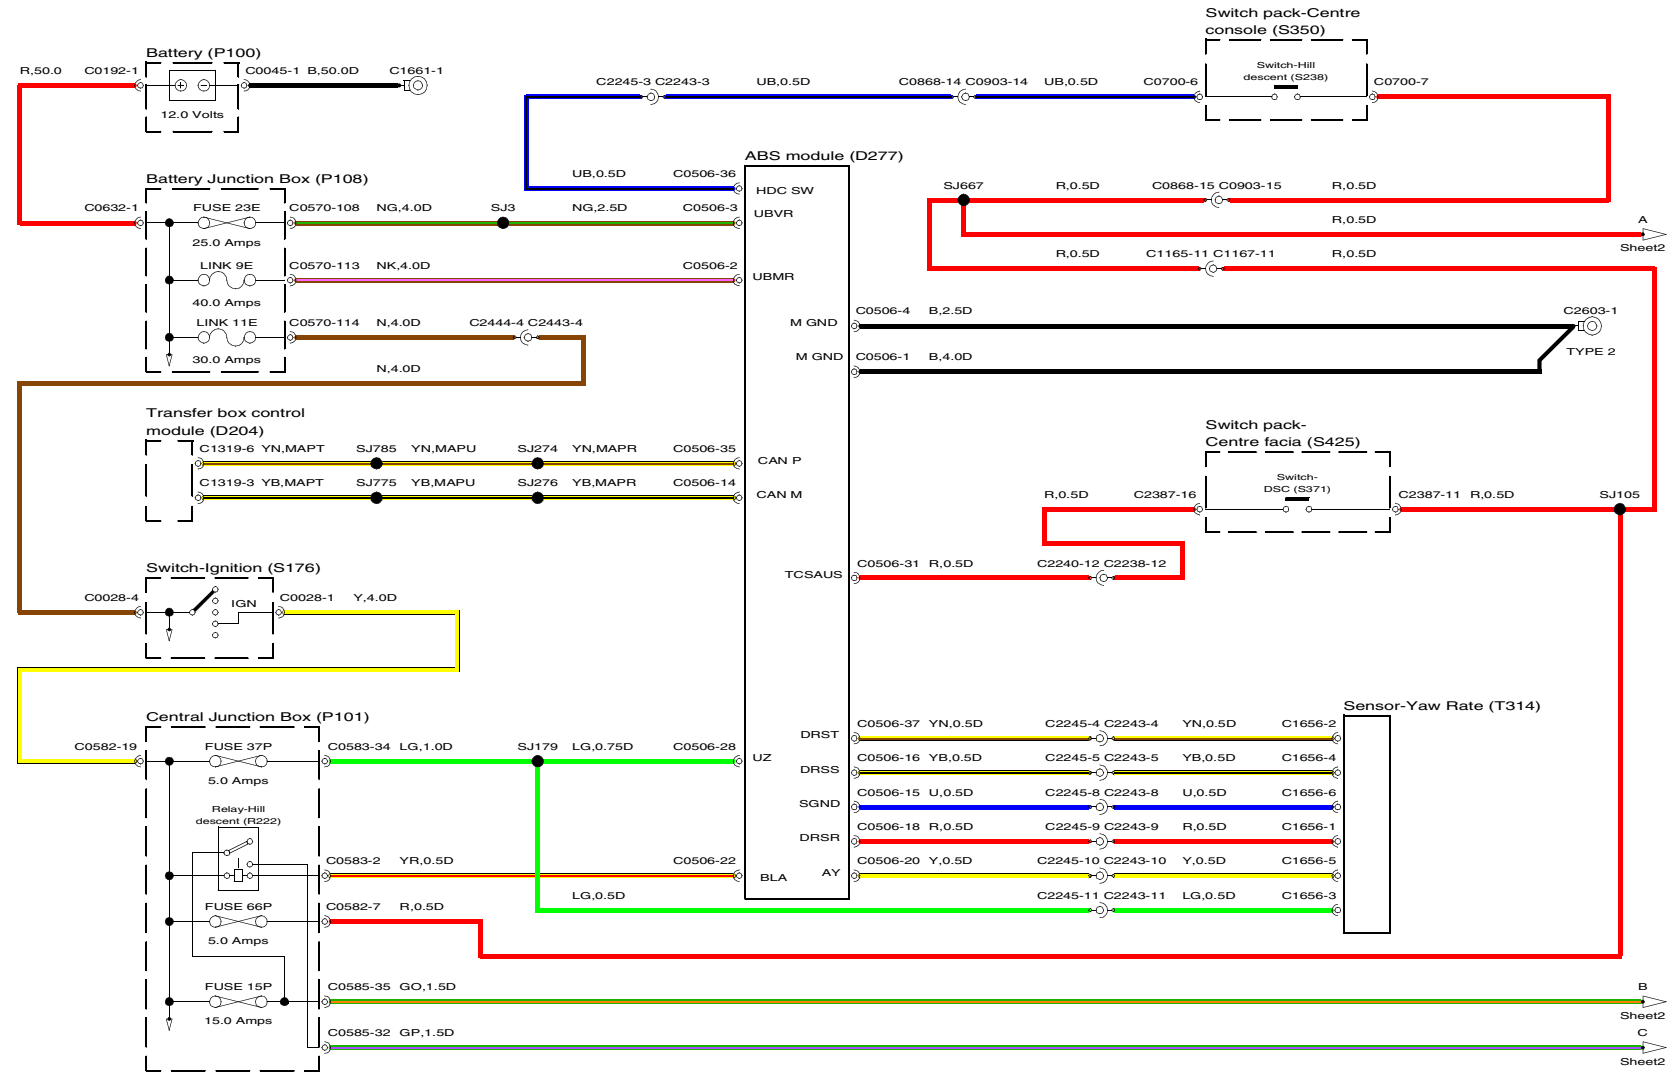 Switch pack-Centre
console (S350)
Battery (P100)
R,50.0 C0192-1 C0045-1 B,50.0D C1661-1
12.0 Volts
Switch-Hill
descent (S238)
C2245-3 C2243-3 UB,0.5D C0868-14 C0903-14 UB,0.5D C0700-6 C0700-7
ABS module (D277)
Battery Junction Box (P108)
UB,0.5D C0506-36
HDC SW
SJ667 R,0.5D C0868-15 C0903-15 R,0.5D
C0632-1 FUSE 23E C0570-108 NG,4.0D SJ3 NG,2.5D C0506-3
UBVR
25.0 Amps
R,0.5D A
Sheet2
R,0.5D C1165-11 C1167-11 R,0.5D
LINK 9E C0570-113 NK,4.0D C0506-2
UBMR
40.0 Amps
M GND C0506-4 B,2.5D C2603-1
LINK 11E C0570-114 N,4.0D C2444-4 C2443-4
30.0 Amps
M GND C0506-1 B,4.0D TYPE 2
N,4.0D
Transfer box control
module (D204)
Switch pack-
Centre facia (S425)
C1319-6 YN,MAPT SJ785 YN,MAPU SJ274 YN,MAPR C0506-35
CAN P
C1319-3 YB,MAPT SJ775 YB,MAPU SJ276 YB,MAPR C0506-14
CAN M
Switch-
DSC (S371)
R,0.5D C2387-16 C2387-11 R,0.5D SJ105
TCSAUS C0506-31 R,0.5D C2240-12 C2238-12
Switch-Ignition (S176)
C0028-4 IGN C0028-1 Y,4.0D
Sensor-Yaw Rate (T314)
Central Junction Box (P101)
DRST C0506-37 YN,0.5D C2245-4 C2243-4 YN,0.5D C1656-2
C0582-19 FUSE 37P C0583-34 LG,1.0D SJ179 LG,0.75D C0506-28
UZ
5.0 Amps
DRSS C0506-16 YB,0.5D C2245-5 C2243-5 YB,0.5D C1656-4
SGND C0506-15 U,0.5D C2245-8 C2243-8 U,0.5D C1656-6
Relay-Hill
descent (R222)
DRSR C0506-18 R,0.5D C2245-9 C2243-9 R,0.5D C1656-1
C0583-2 YR,0.5D C0506-22
BLA
AY C0506-20 Y,0.5D C2245-10 C2243-10 Y,0.5D C1656-5
LG,0.5D C2245-11 C2243-11 LG,0.5D C1656-3
FUSE 66P C0582-7 R,0.5D
5.0 Amps
FUSE 15P C0585-35 GO,1.5D B
15.0 Amps
Sheet2
C0585-32 GP,1.5D C
Sheet2